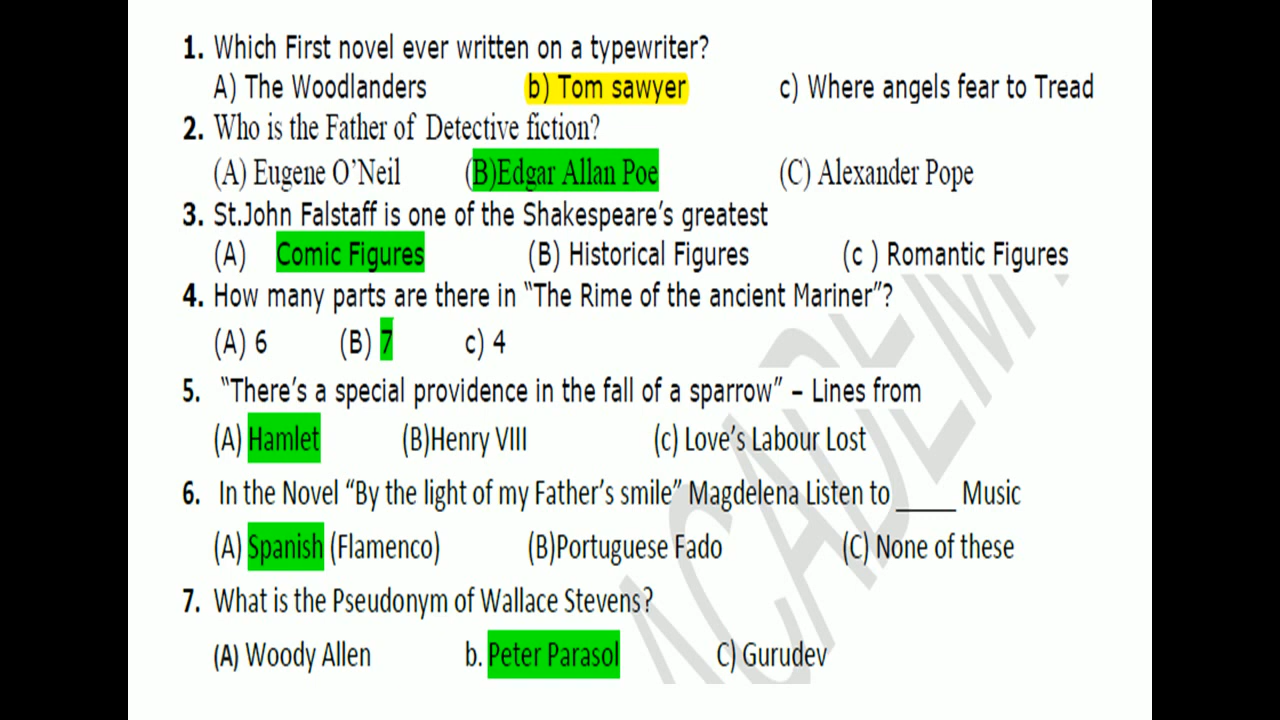 1. Which First novel ever written on a typewriter?
A) The Woodlanders b) Tom sawyer c) Where angels fear to Tread
2. Who is the Father of Detective fiction?
(A) Eugene O’Neil (B)Edgar Allan Poe (C) Alexander Pope
3. St.John Falstaff is one of the Shakespeare’s greatest
(A) Comic Figures (B) Historical Figures (c ) Romantic Figures
4. How many parts are there in “The Rime of the ancient Mariner”?
(A) 6 (B) 7 c) 4
5. “There’s a special providence in the fall of a sparrow” – Lines from
(A) Hamlet (B)Henry VIII (c) Love’s Labour Lost
6. In the Novel “By the light of my Father’s smile” Magdelena Listen to _____ Music
(A) Spanish (Flamenco) (B)Portuguese Fado (C) None of these
7. What is the Pseudonym of Wallace Stevens?
(A) Woody Allen b. Peter Parasol C) Gurudev